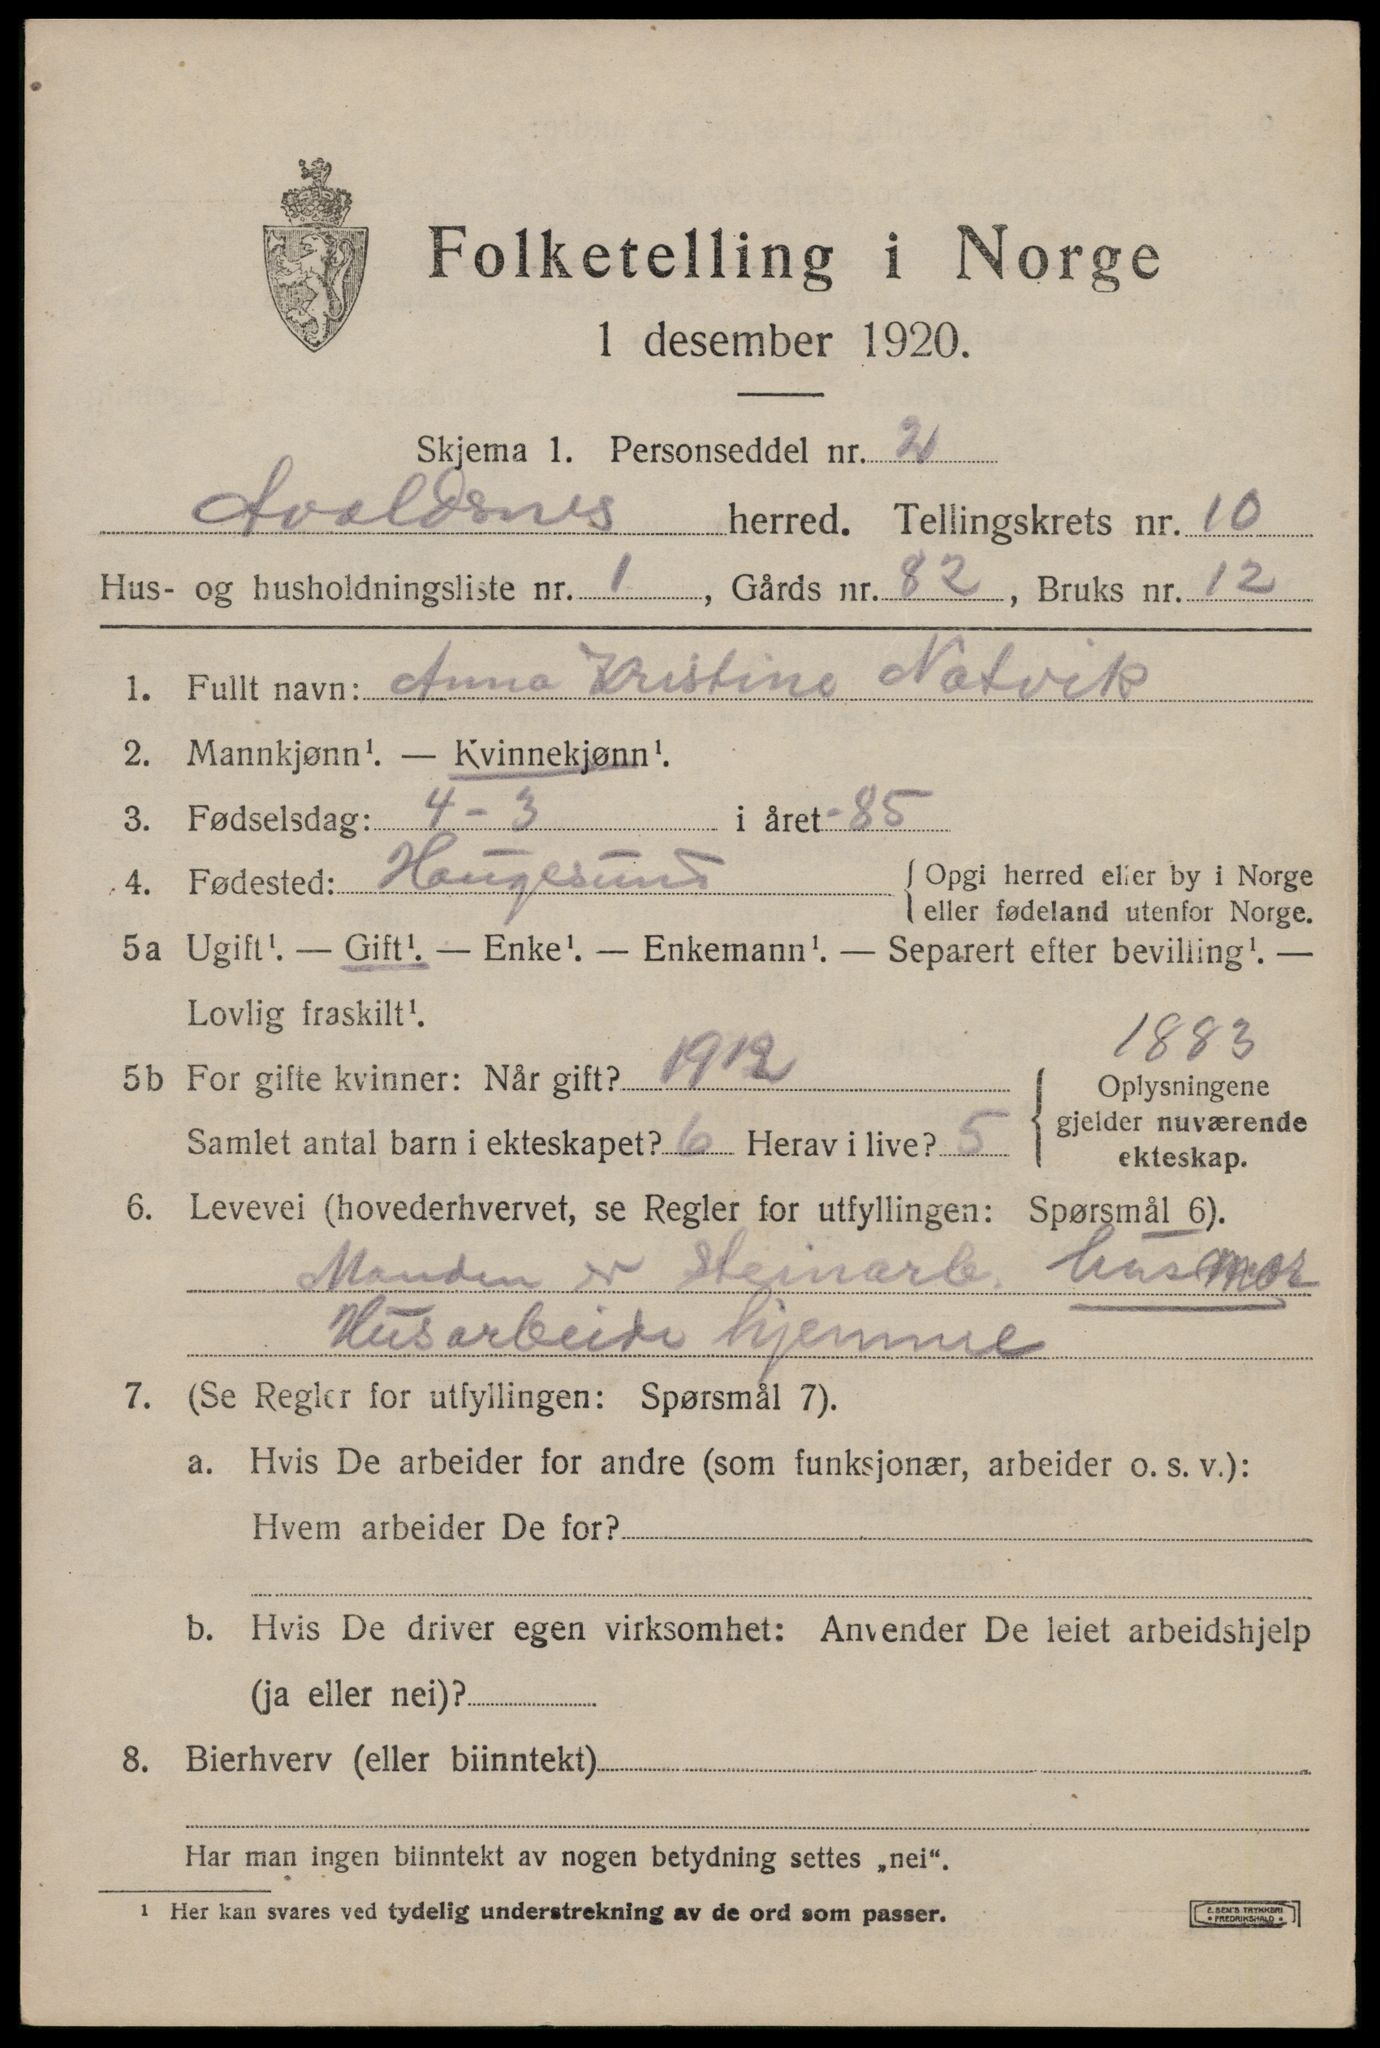 Folketelling i Norge
1 desember 1920.
Skjema 1. Personseddel nr. 2
Avaldsnes herred. Tellingskrets nr. 10
Hus- og husholdningsliste nr. 1, Gårds nr. 82, Bruks nr. 12
1. Fullt navn: Anna Kristine Natvik
2. Mannkjønn¹. — Kvinnekjønn¹.
3. Fødselsdag: 4-3 i året -85
4. Fødested: Haugesund { Opgi herred eller by i Norge
eller fødeland utenfor Norge.
5a Ugift¹. — Gift¹. — Enke¹. — Enkemann¹. — Separert efter bevilling¹. —
Lovlig fraskilt¹.
1883
5b For gifte kvinner: Når gift? 1912 { Oplysningene
gjelder nuværende
Samlet antal barn i ekteskapet? 6 Herav i live? 5
ekteskap.
6. Levevei (hovederhvervet, se Regler for utfyllingen: Spørsmål 6).
Manden er steinarb. husmor
Husarbeide hjemme
7. (Se Regler for utfyllingen: Spørsmål 7).
a. Hvis De arbeider for andre (som funksjonær, arbeider o. s. v.):
Hvem arbeider De for?
b. Hvis De driver egen virksomhet: Anvender De leiet arbeidshjelp
(ja eller nei)?
8. Bierhverv (eller biinntekt)
Har man ingen biinntekt av nogen betydning settes „nei“.
¹ Her kan svares ved tydelig understrekning av de ord som passer.
E. SEM'S TRYKKERI
• FREDRIKSHALD •